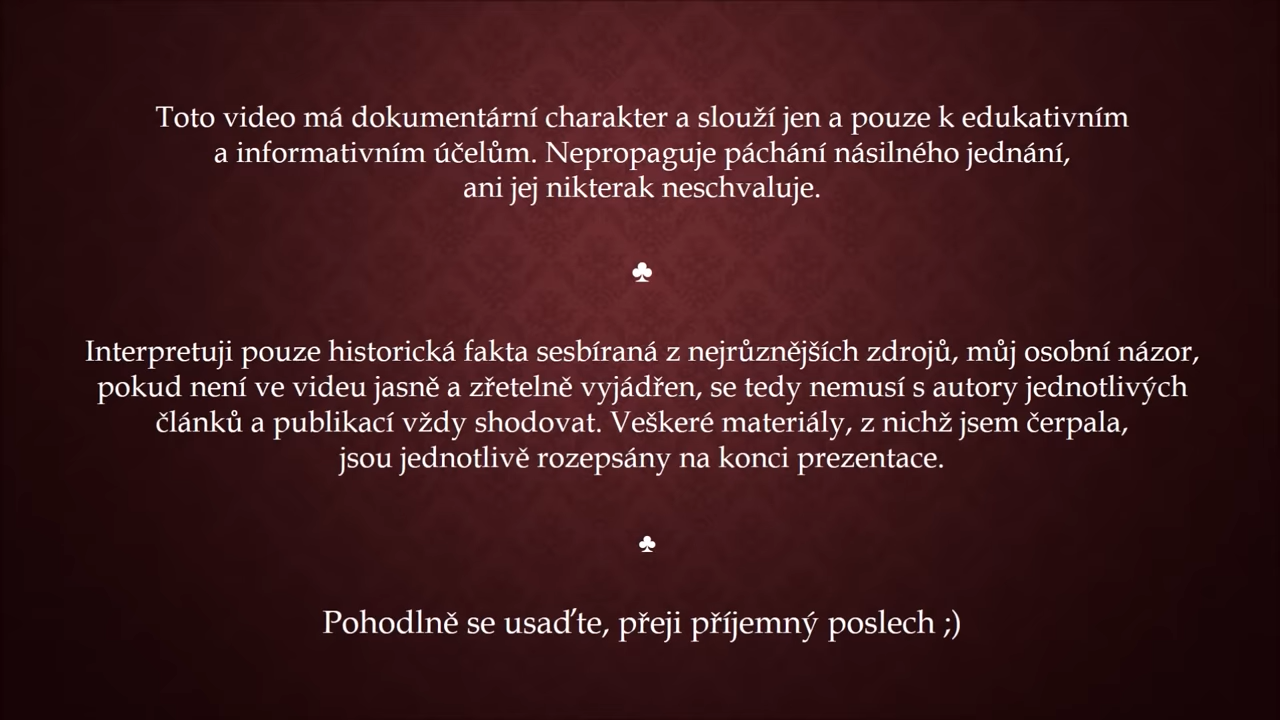 Toto video má dokumentární charakter a slouží jen a pouze k edukativním
a informativním účelům. Nepropaguje páchání násilného jednání,
ani jej nikterak neschvaluje.
♣
Interpretuji pouze historická fakta sesbíraná z nejrůznějších zdrojů, můj osobní názor,
pokud není ve videu jasně a zřetelně vyjádřen, se tedy nemusí s autory jednotlivých
článků a publikací vždy shodovat. Veškeré materiály, z nichž jsem čerpala,
jsou jednotlivě rozepsány na konci prezentace.
♣
Pohodlně se usaďte, přeji příjemný poslech ;)